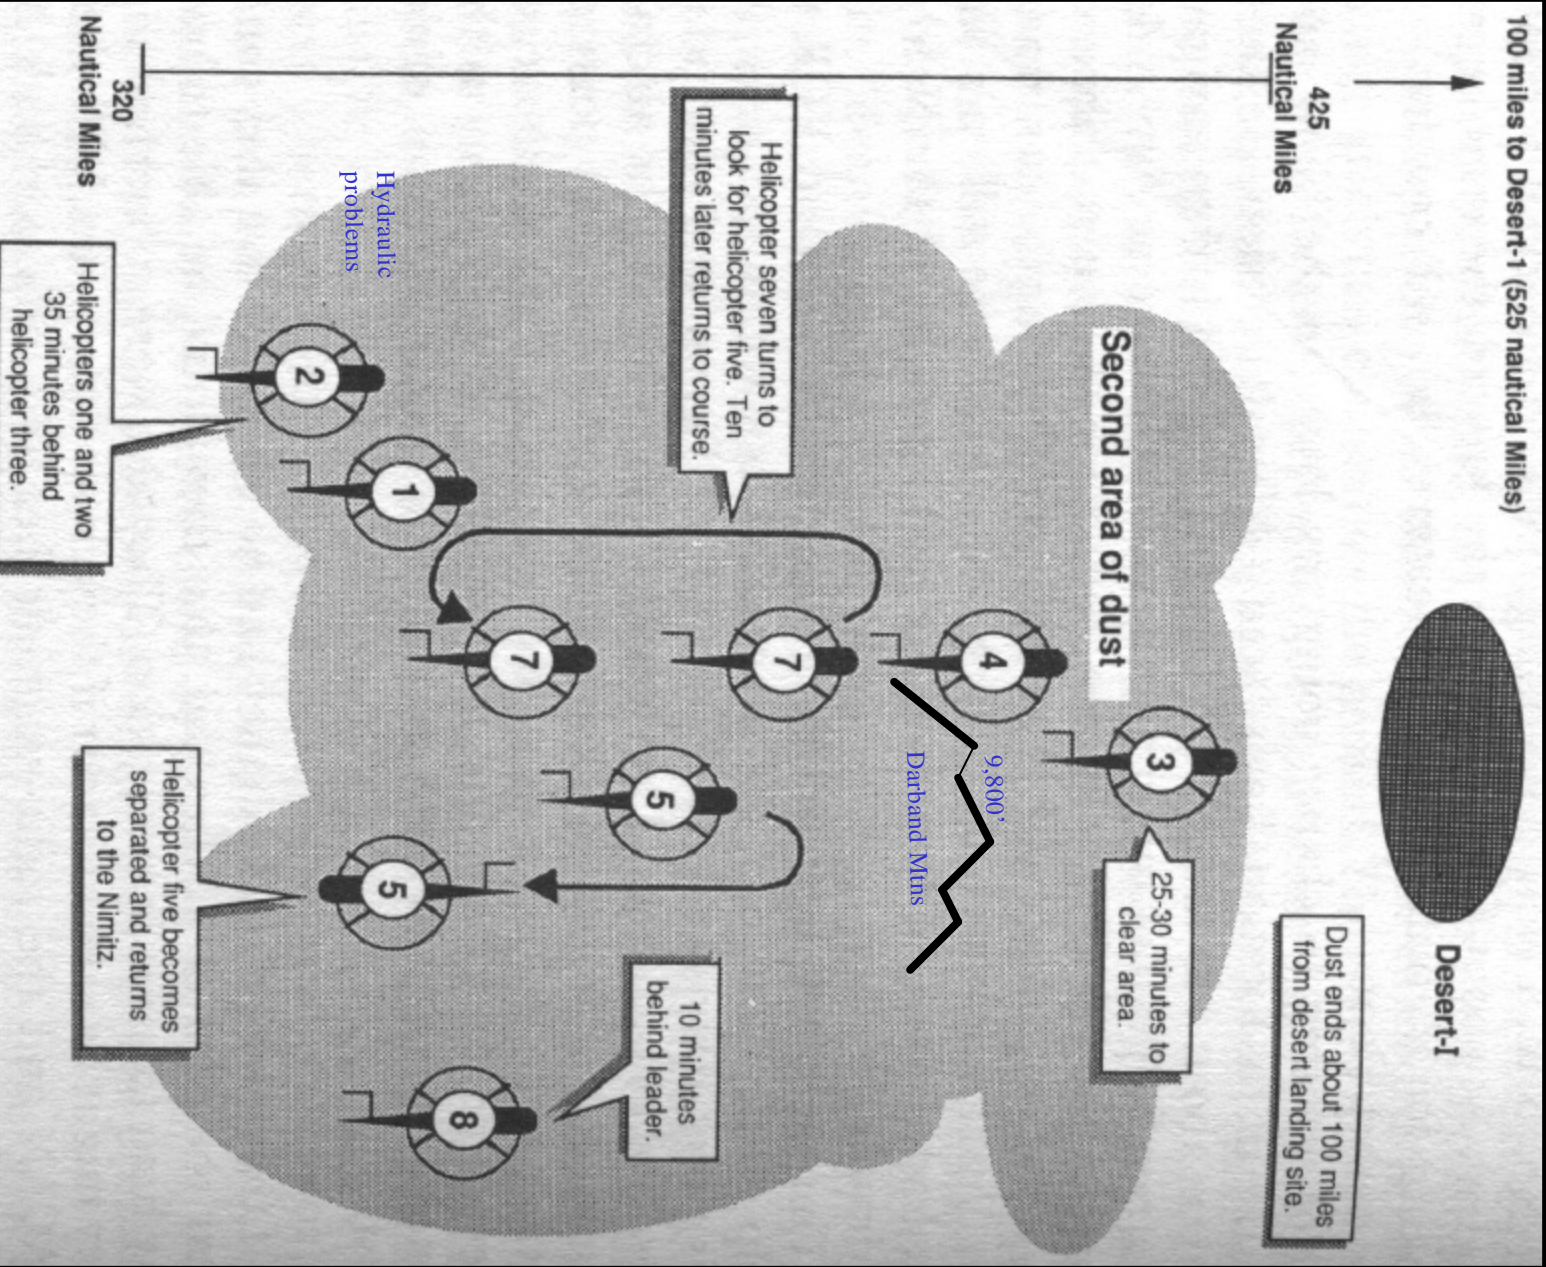 100 miles to Desert-1 (525 nautical Miles)
425
Nautical Miles
Desert-I
Dust ends about 100 miles
from desert landing site.
Second area of dust
3
25-30 minutes to
clear area.
4
9,800'
Darband Mtns
Helicopter seven turns to
look for helicopter five. Ten
minutes later returns to course.
7
7
5
5
10 minutes
behind leader.
8
1
2
Hydraulic
problems
320
Nautical Miles
Helicopters one and two
35 minutes behind
helicopter three.
Helicopter five becomes
separated and returns
to the Nimitz.